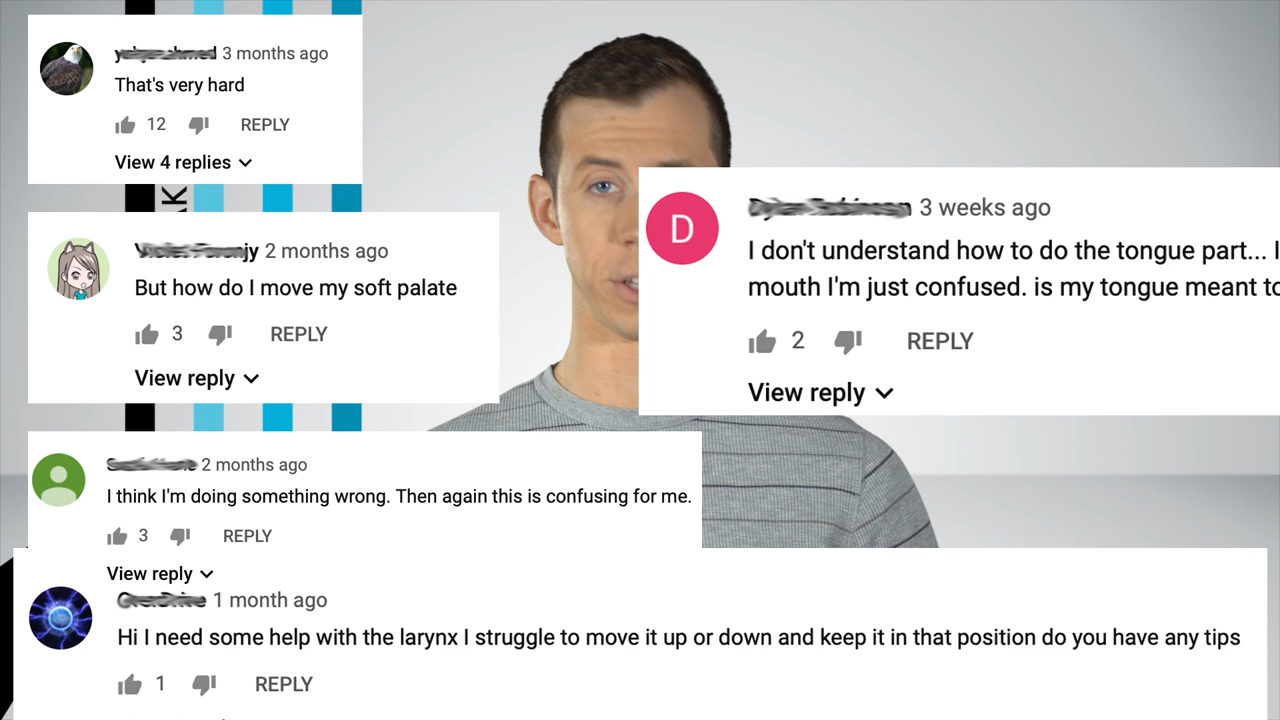 3 months ago
That's very hard
12 REPLY
View 4 replies
AK
2 months ago
But how do I move my soft palate
3 REPLY
View reply
D
3 weeks ago
I don't understand how to do the tongue part... I
mouth I'm just confused. is my tongue meant to
2 REPLY
View reply
2 months ago
I think I'm doing something wrong. Then again this is confusing for me.
3 REPLY
View reply
1 month ago
Hi I need some help with the larynx I struggle to move it up or down and keep it in that position do you have any tips
1 REPLY